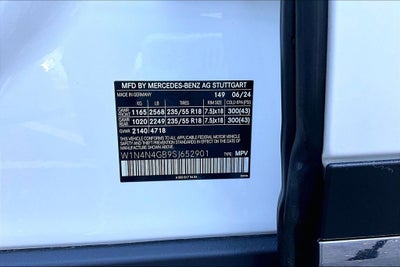 MFD BY MERCEDES-BENZ AG STUTTGART
MADE IN GERMANY 149 06/24
KG LB TIRES RIM SIZE COLD KPA (PSI)
1165 2568 235/55 R18 7.5Jx18 300(43)
1020 2249 235/55 R18 7.5Jx18 300(43)
GVWR 2140 4718
THIS VEHICLE CONFORMS TO ALL APPLICABLE FEDERAL MOTOR VEHICLE
SAFETY STANDARDS IN EFFECT ON THE DATE OF MANUFACTURE SHOWN ABOVE.
W1N4N4GB9SJ652901 TYPE: MPV